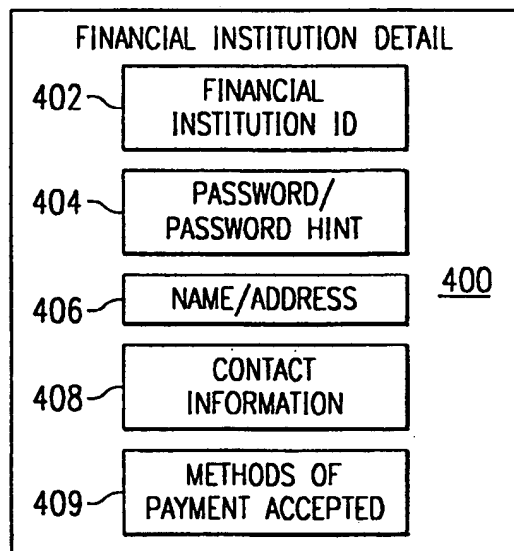 FINANCIAL INSTITUTION DETAIL
402
FINANCIAL
INSTITUTION ID
404
PASSWORD/
PASSWORD HINT
406
NAME/ADDRESS
400
408
CONTACT
INFORMATION
409
METHODS OF
PAYMENT ACCEPTED